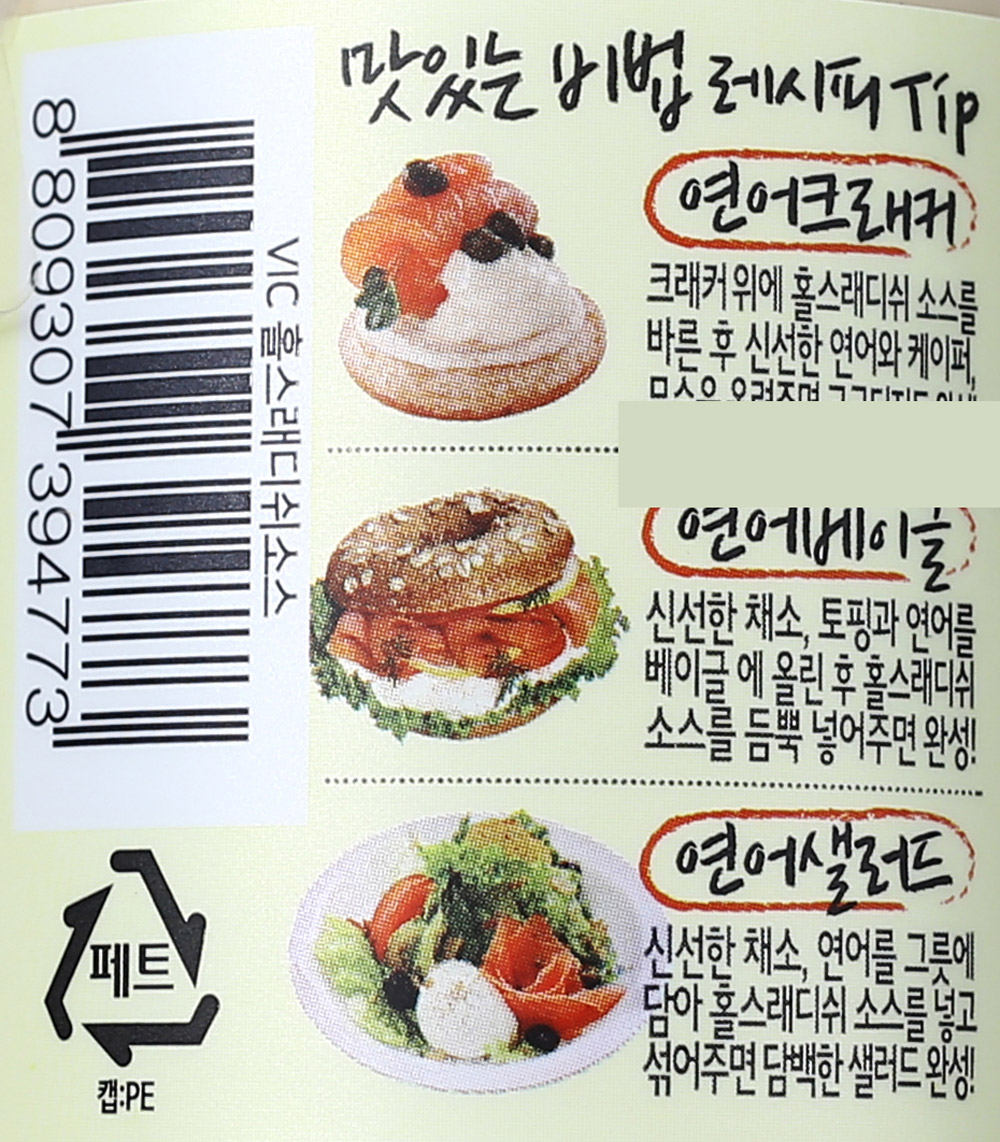 맛있는 비법 레시피 Tip
연어크래커
크래커 위에 홀스래디쉬 소스를
바른 후 신선한 연어와 케이퍼,
연어베이글
신선한 채소, 토핑과 연어를
베이글 에 올린 후 홀스래디쉬
소스를 듬뿍 넣어주면 완성!
연어샐러드
신선한 채소, 연어를 그릇에
담아 홀스래디쉬 소스를 넣고
섞어주면 담백한 샐러드 완성!
VIC 홀스래디쉬소스
8 809307 394773
페트
캡:PE